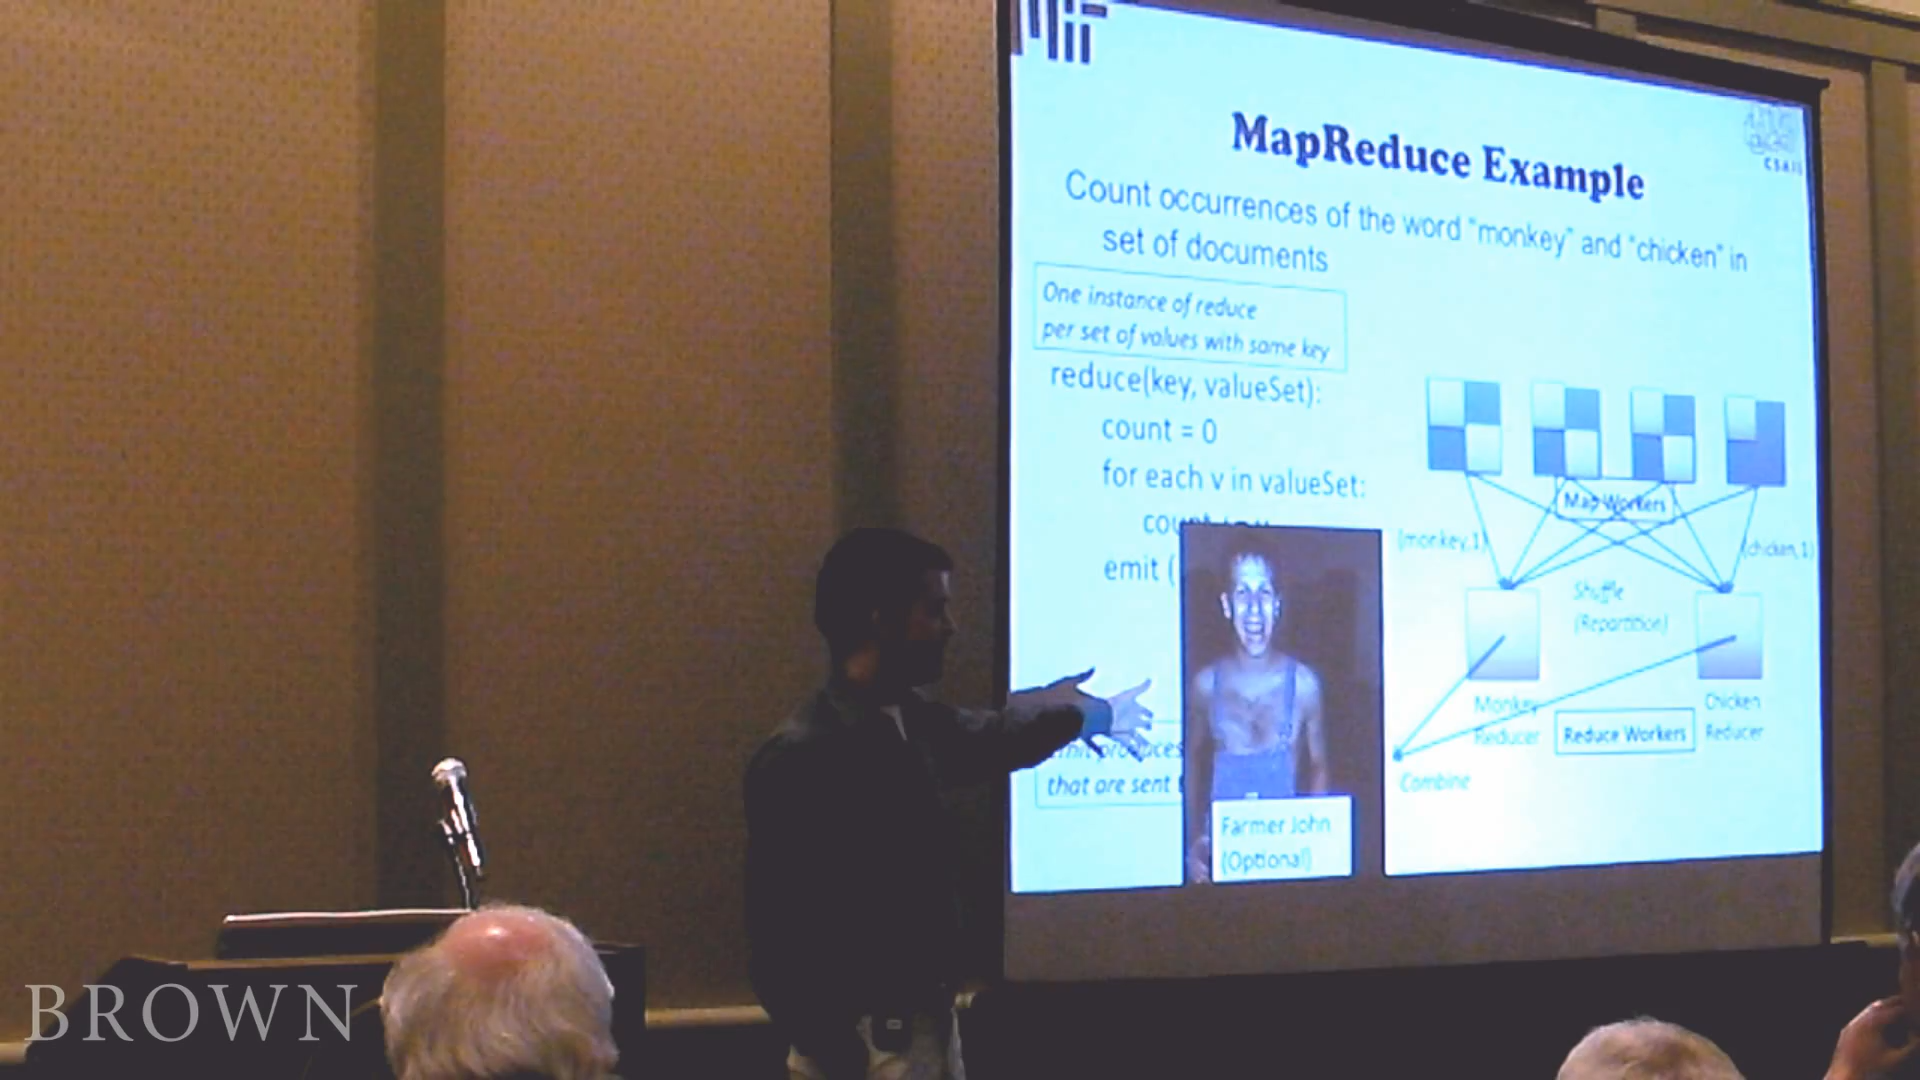 MIT
CSAIL
MapReduce Example
Count occurrences of the word "monkey" and "chicken" in
set of documents
One instance of reduce
per set of values with same key
reduce(key, valueSet):
count = 0
for each v in valueSet:
emit (
that are sent
Farmer John
(Optional)
Map Workers
(monkey,1)
(chicken,1)
Shuffle
(Repartition)
Monkey
Reducer
Reduce Workers
Chicken
Reducer
Combine
BROWN